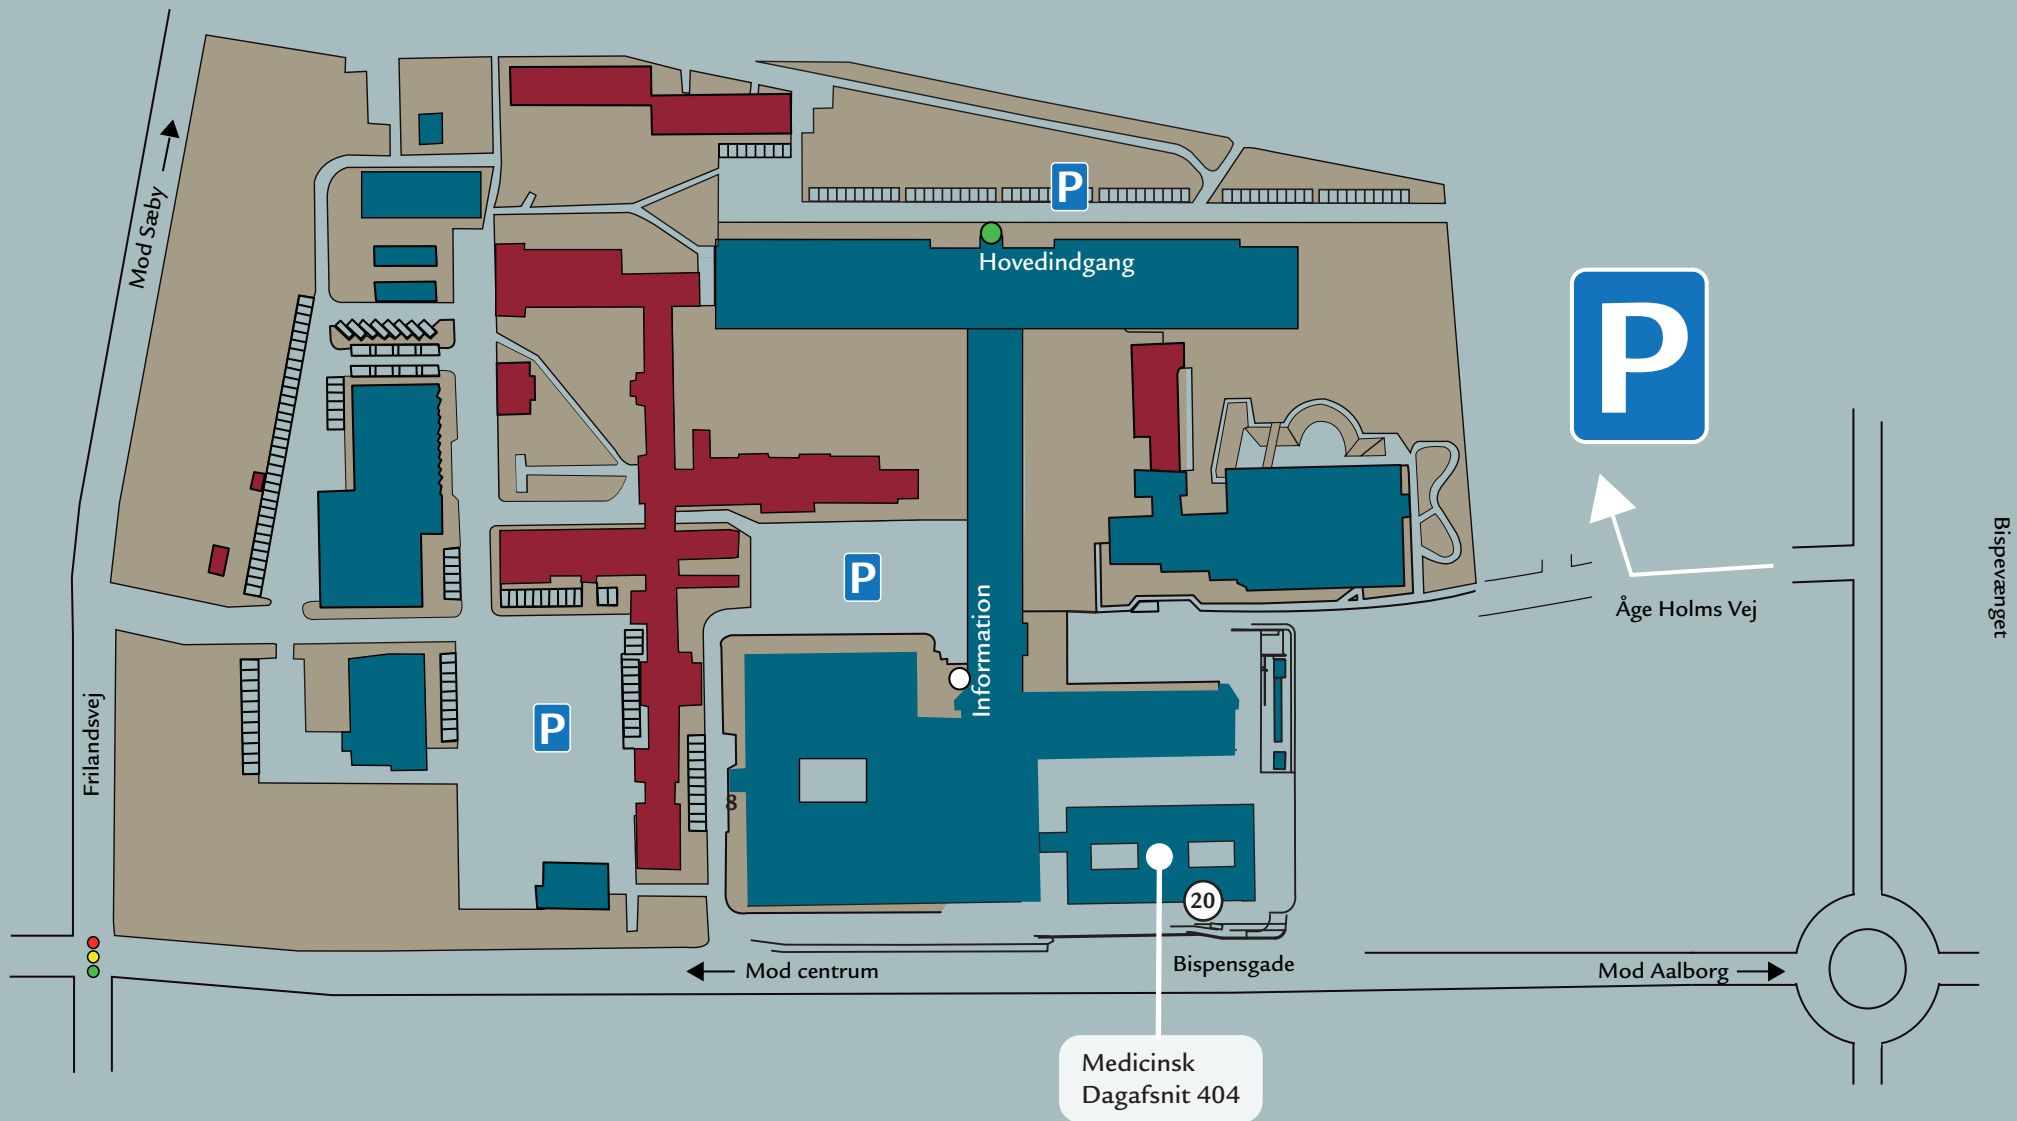 Mod Sæby
P
Hovedindgang
P
P
Information
Åge Holms Vej
Bispevænget
P
Frilandsvej
8
20
Mod centrum
Bispensgade
Mod Aalborg
Medicinsk
Dagafsnit 404